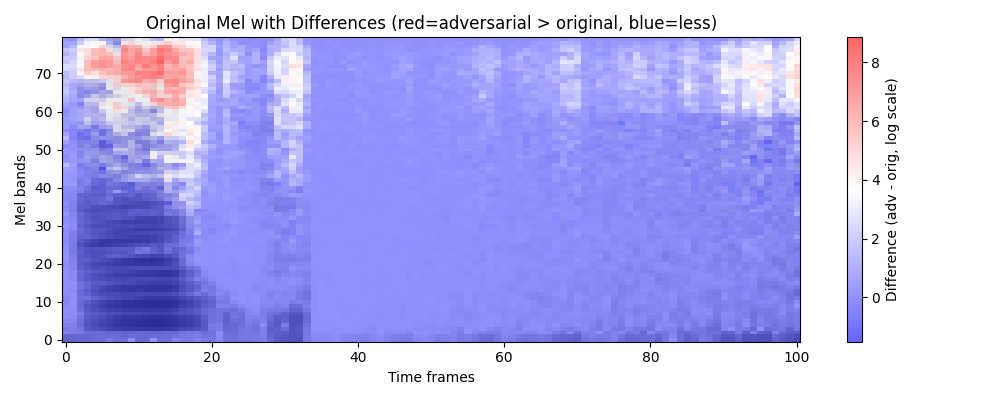 Original Mel with Differences (red=adversarial > original, blue=less)
Mel bands
70
60
50
40
30
20
10
0
0 20 40 60 80 100
Time frames
8
6
4
2
0
Difference (adv - orig, log scale)